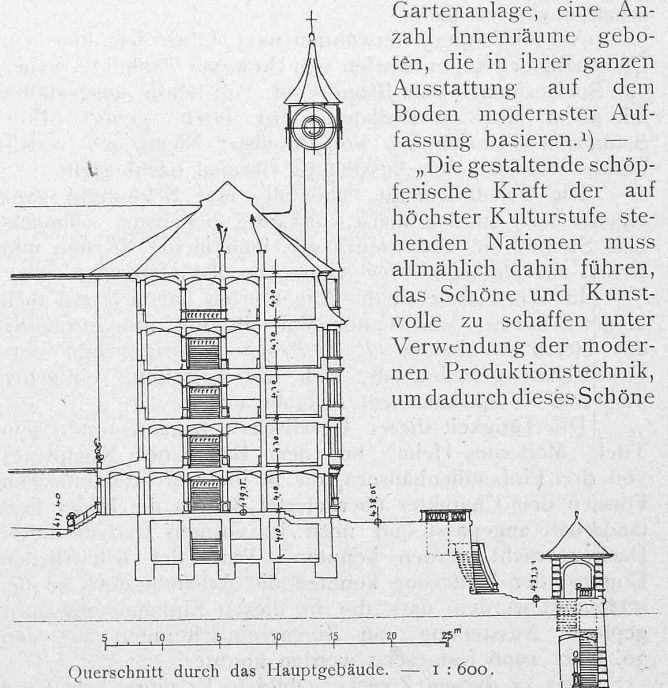 Gartenanlage, eine An-
zahl Innenräume gebo-
ten, die in ihrer ganzen
Ausstattung auf dem
Boden modernster Auf-
fassung basieren.¹)
„Die gestaltende schöp-
ferische Kraft der auf
höchster Kulturstufe ste-
henden Nationen muss
allmählich dahin führen,
das Schöne und Kunst-
volle zu schaffen unter
Verwendung der moder-
nen Produktionstechnik,
um dadurch dieses Schöne
4,10
5 10 15 20 25m
Querschnitt durch das Hauptgebäude. — 1 : 600.